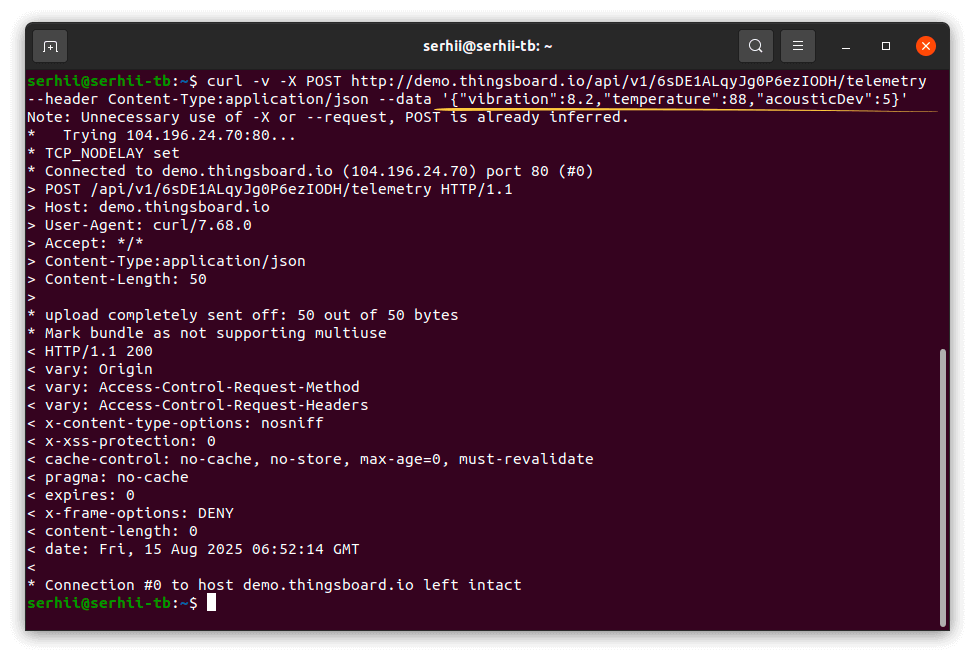 serhii@serhii-tb: ~
serhii@serhii-tb:~$ curl -v -X POST http://demo.thingsboard.io/api/v1/6sDE1ALqyJg0P6ezIODH/telemetry
--header Content-Type:application/json --data '{"vibration":8.2,"temperature":88,"acousticDev":5}'
Note: Unnecessary use of -X or --request, POST is already inferred.
*   Trying 104.196.24.70:80...
* TCP_NODELAY set
* Connected to demo.thingsboard.io (104.196.24.70) port 80 (#0)
> POST /api/v1/6sDE1ALqyJg0P6ezIODH/telemetry HTTP/1.1
> Host: demo.thingsboard.io
> User-Agent: curl/7.68.0
> Accept: */*
> Content-Type:application/json
> Content-Length: 50
>
* upload completely sent off: 50 out of 50 bytes
* Mark bundle as not supporting multiuse
< HTTP/1.1 200
< vary: Origin
< vary: Access-Control-Request-Method
< vary: Access-Control-Request-Headers
< x-content-type-options: nosniff
< x-xss-protection: 0
< cache-control: no-cache, no-store, max-age=0, must-revalidate
< pragma: no-cache
< expires: 0
< x-frame-options: DENY
< content-length: 0
< date: Fri, 15 Aug 2025 06:52:14 GMT
<
* Connection #0 to host demo.thingsboard.io left intact
serhii@serhii-tb:~$